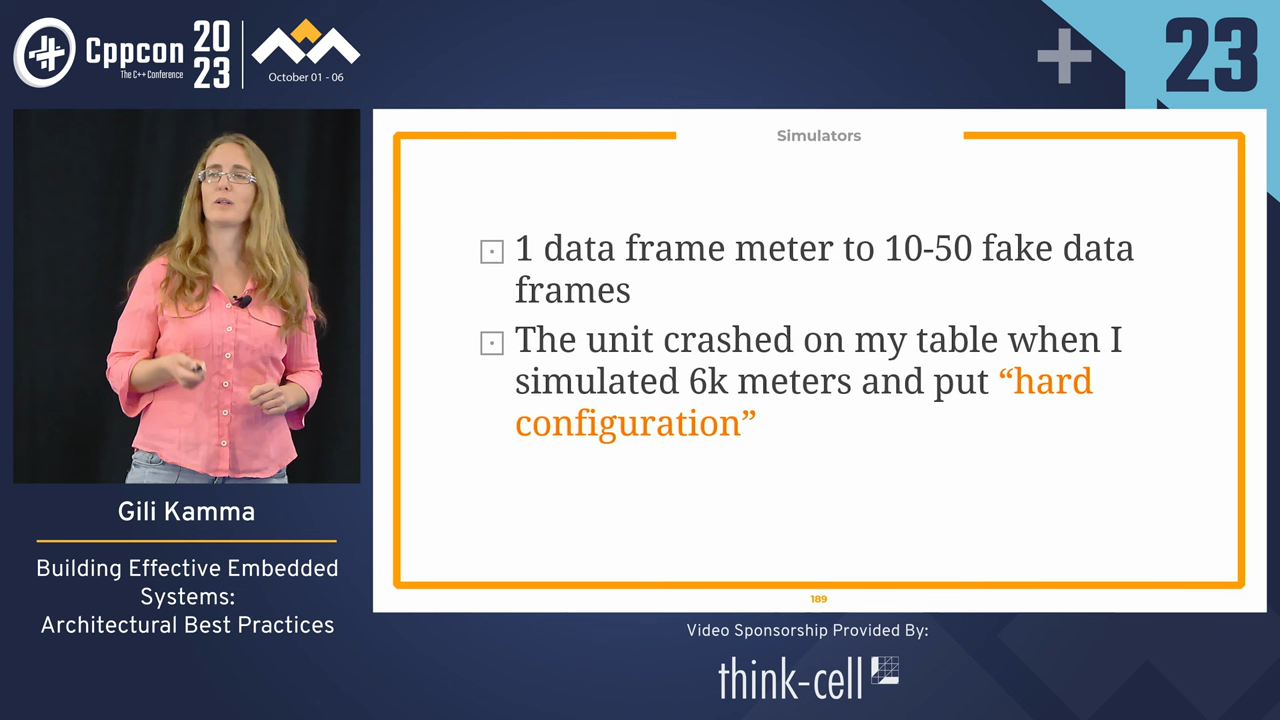 Cppcon
The C++ Conference
20
23
October 01 - 06
23
Simulators
1 data frame meter to 10-50 fake data
frames
The unit crashed on my table when I
simulated 6k meters and put “hard
configuration”
189
Gili Kamma
Building Effective Embedded
Systems:
Architectural Best Practices
Video Sponsorship Provided By:
think-cell